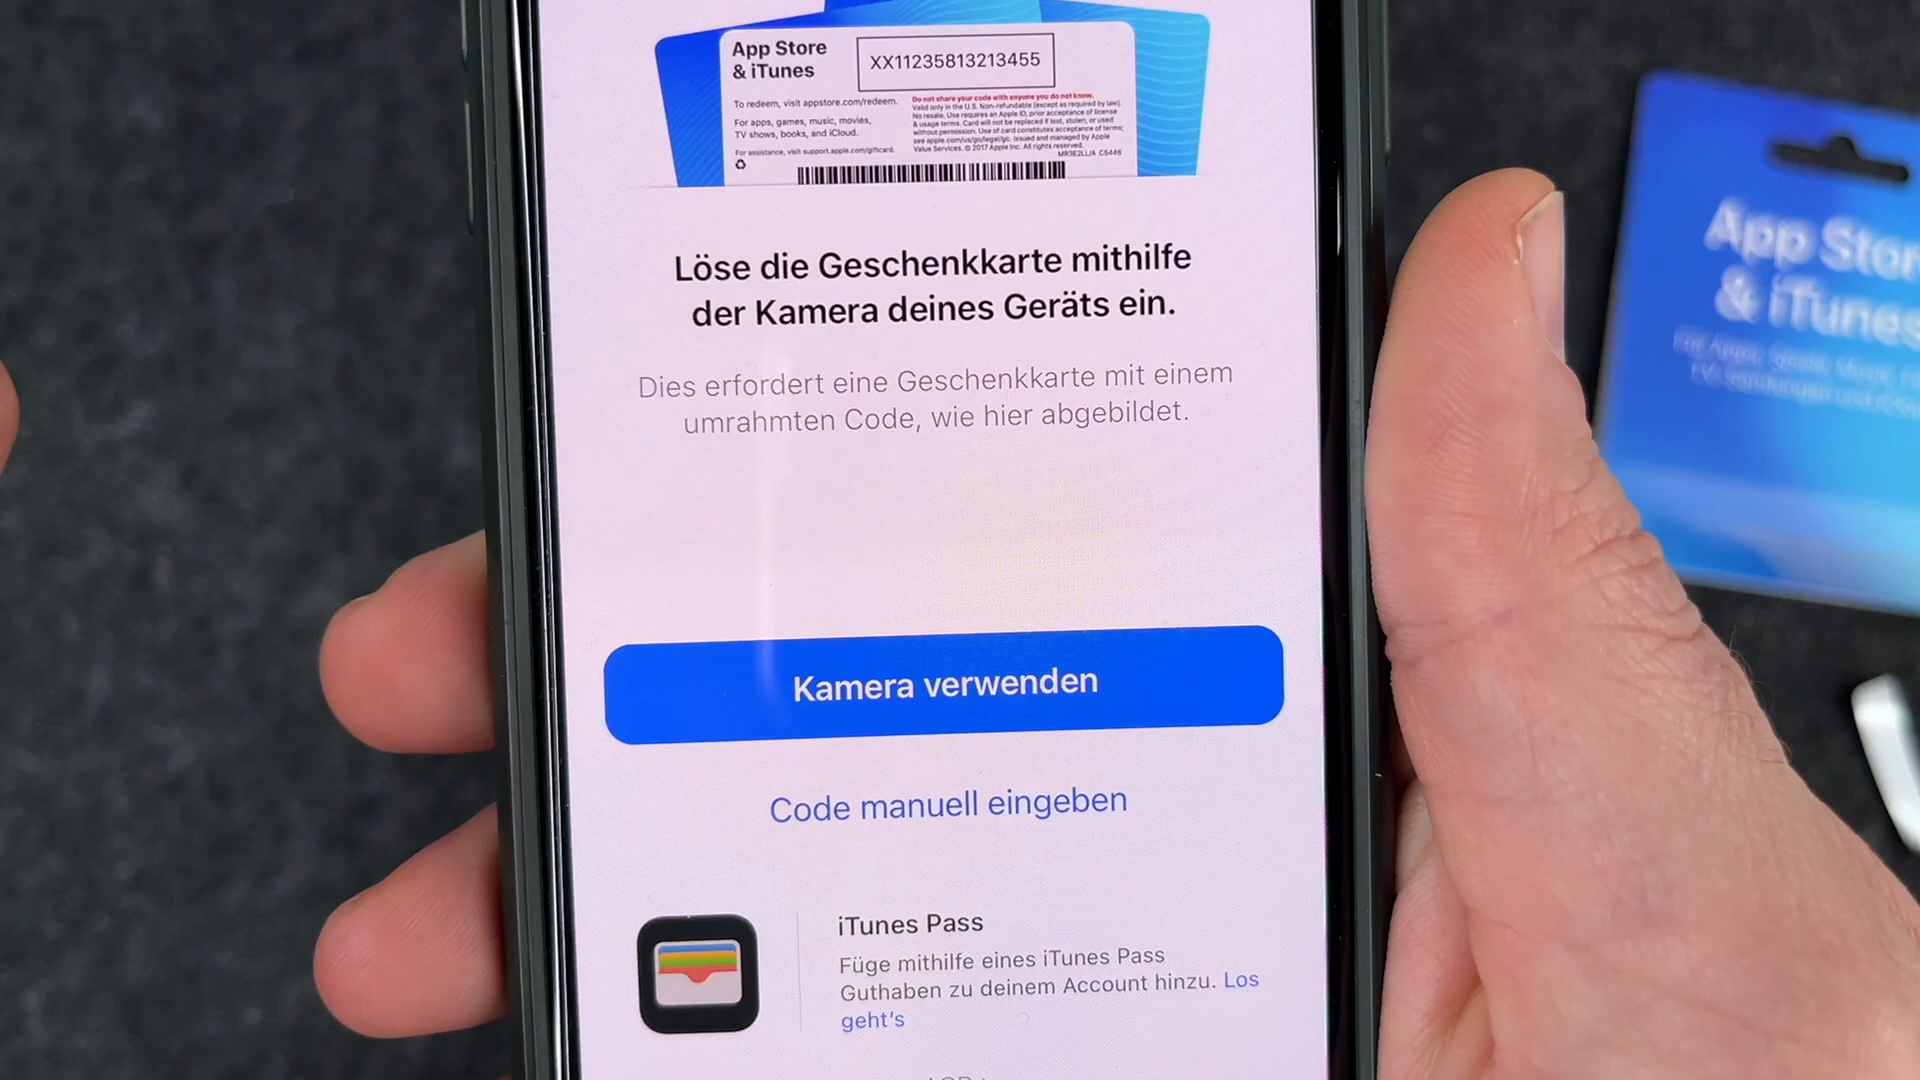 App Store
& iTunes
XX11235813213455
To redeem, visit appstore.com/redeem.
For apps, games, music, movies,
TV shows, books, and iCloud.
For assistance, visit support.apple.com/giftcard.
Do not share your code with anyone you do not know.
Valid only in the U.S. Non-refundable (except as required by law).
No resale. Use requires an Apple ID, prior acceptance of license
& usage terms. Card will not be replaced if lost, stolen, or used
without permission. Use of card constitutes acceptance of terms;
see apple.com/us/go/legal/gc. Issued and managed by Apple
Value Services. © 2017 Apple Inc. All rights reserved.
Löse die Geschenkkarte mithilfe
der Kamera deines Geräts ein.
Dies erfordert eine Geschenkkarte mit einem
umrahmten Code, wie hier abgebildet.
Kamera verwenden
Code manuell eingeben
iTunes Pass
Füge mithilfe eines iTunes Pass
Guthaben zu deinem Account hinzu. Los
geht's
App Stor
& iTunes